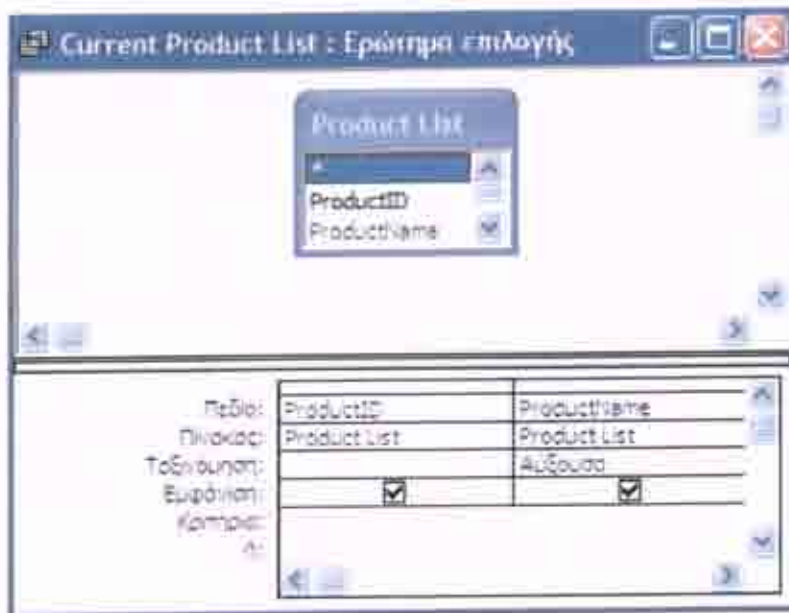 Current Product List : Ερώτημα επιλογής
Product List
*
ProductID
ProductName
Πεδίο: ProductID ProductName
Πίνακας: Product List Product List
Ταξινόμηση: Αύξουσα
Εμφάνιση:
Κριτήρια:
Ή: